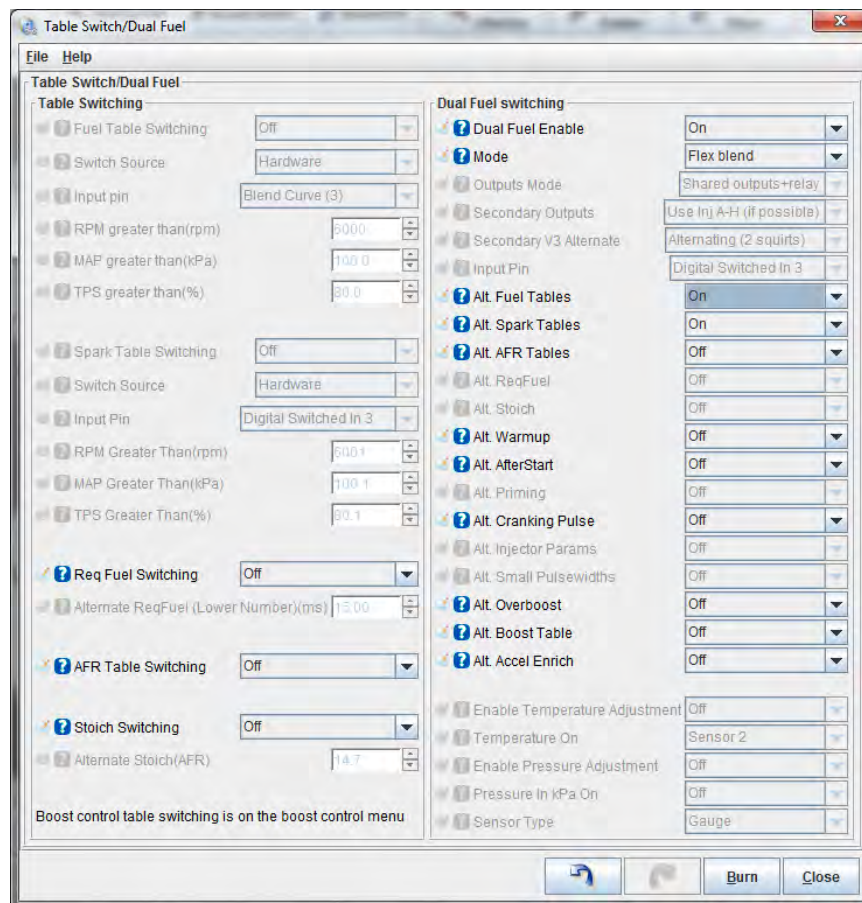 Table Switch/Dual Fuel
File Help
Table Switch/Dual Fuel
Table Switching
Fuel Table Switching Off
Switch Source Hardware
Input pin Blend Curve (3)
RPM greater than(rpm) 6000
MAP greater than(kPa) 100.0
TPS greater than(%) 80.0
Spark Table Switching Off
Switch Source Hardware
Input Pin Digital Switched In 3
RPM Greater Than(rpm) 6001
MAP Greater Than(kPa) 100.1
TPS Greater Than(%) 80.1
Req Fuel Switching Off
Alternate ReqFuel (Lower Number)(ms) 15.00
AFR Table Switching Off
Stoich Switching Off
Alternate Stoich(AFR) 14.7
Boost control table switching is on the boost control menu
Dual Fuel switching
Dual Fuel Enable On
Mode Flex blend
Outputs Mode Shared outputs+relay
Secondary Outputs Use Inj A-H (if possible)
Secondary V3 Alternate Alternating (2 squirts)
Input Pin Digital Switched In 3
Alt. Fuel Tables On
Alt. Spark Tables On
Alt. AFR Tables Off
Alt. ReqFuel Off
Alt. Stoich Off
Alt. Warmup Off
Alt. AfterStart Off
Alt. Priming Off
Alt. Cranking Pulse Off
Alt. Injector Params Off
Alt. Small Pulsewidths Off
Alt. Overboost Off
Alt. Boost Table Off
Alt. Accel Enrich Off
Enable Temperature Adjustment Off
Temperature On Sensor 2
Enable Pressure Adjustment Off
Pressure In kPa On Off
Sensor Type Gauge
Burn Close